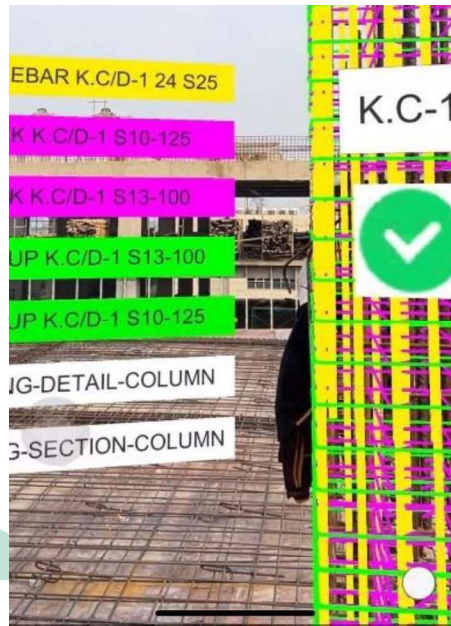 EBAR K.C/D-1 24 S25
K K.C/D-1 S10-125
K K.C/D-1 S13-100
UP K.C/D-1 S13-100
UP K.C/D-1 S10-125
NG-DETAIL-COLUMN
G-SECTION-COLUMN
K.C-1